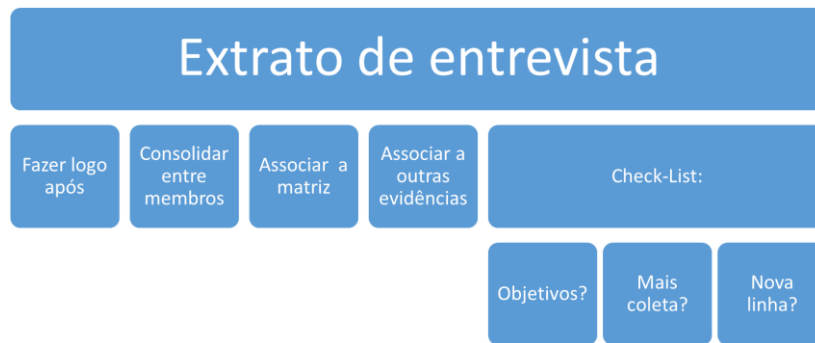 Extrato de entrevista
Fazer logo
após
Consolidar
entre
membros
Associar a
matriz
Associar a
outras
evidências
Check-List:
Objetivos?
Mais
coleta?
Nova
linha?